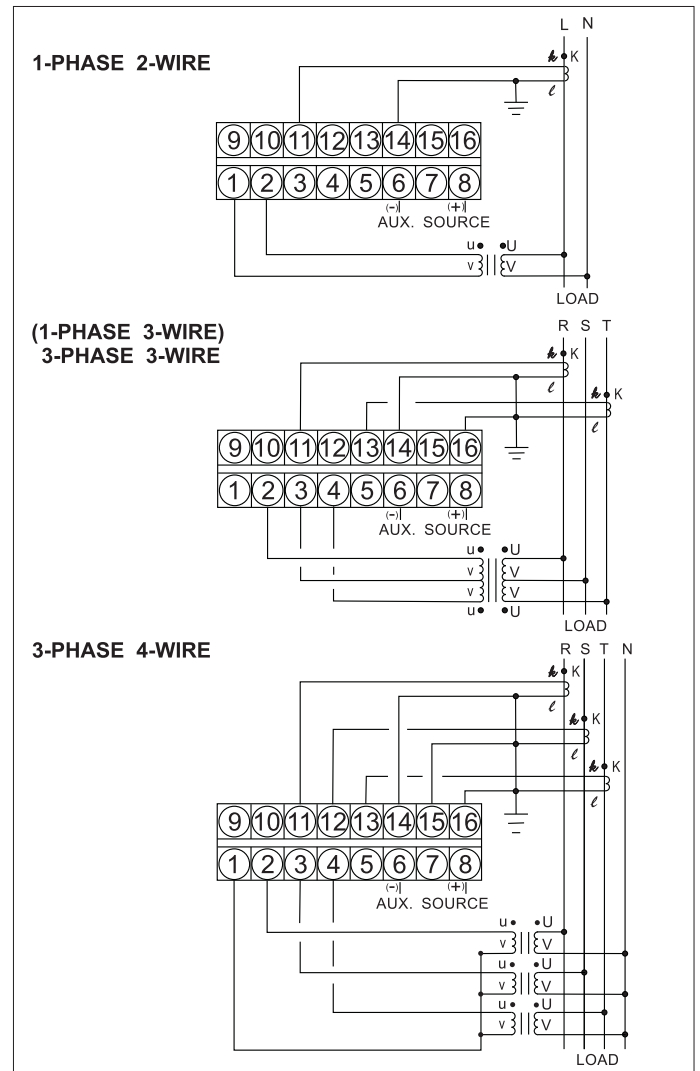 L N
1-PHASE 2-WIRE
k K
l
9 10 11 12 13 14 15 16
1 2 3 4 5 6 7 8
(-) (+)
AUX. SOURCE
u U
v V
LOAD
(1-PHASE 3-WIRE)
3-PHASE 3-WIRE
R S T
k K
l
k K
l
9 10 11 12 13 14 15 16
1 2 3 4 5 6 7 8
(-) (+)
AUX. SOURCE
u U
v V
v V
u U
LOAD
3-PHASE 4-WIRE
R S T N
k K
l
k K
l
k K
l
9 10 11 12 13 14 15 16
1 2 3 4 5 6 7 8
(-) (+)
AUX. SOURCE
u U
v V
u U
v V
u U
v V
LOAD